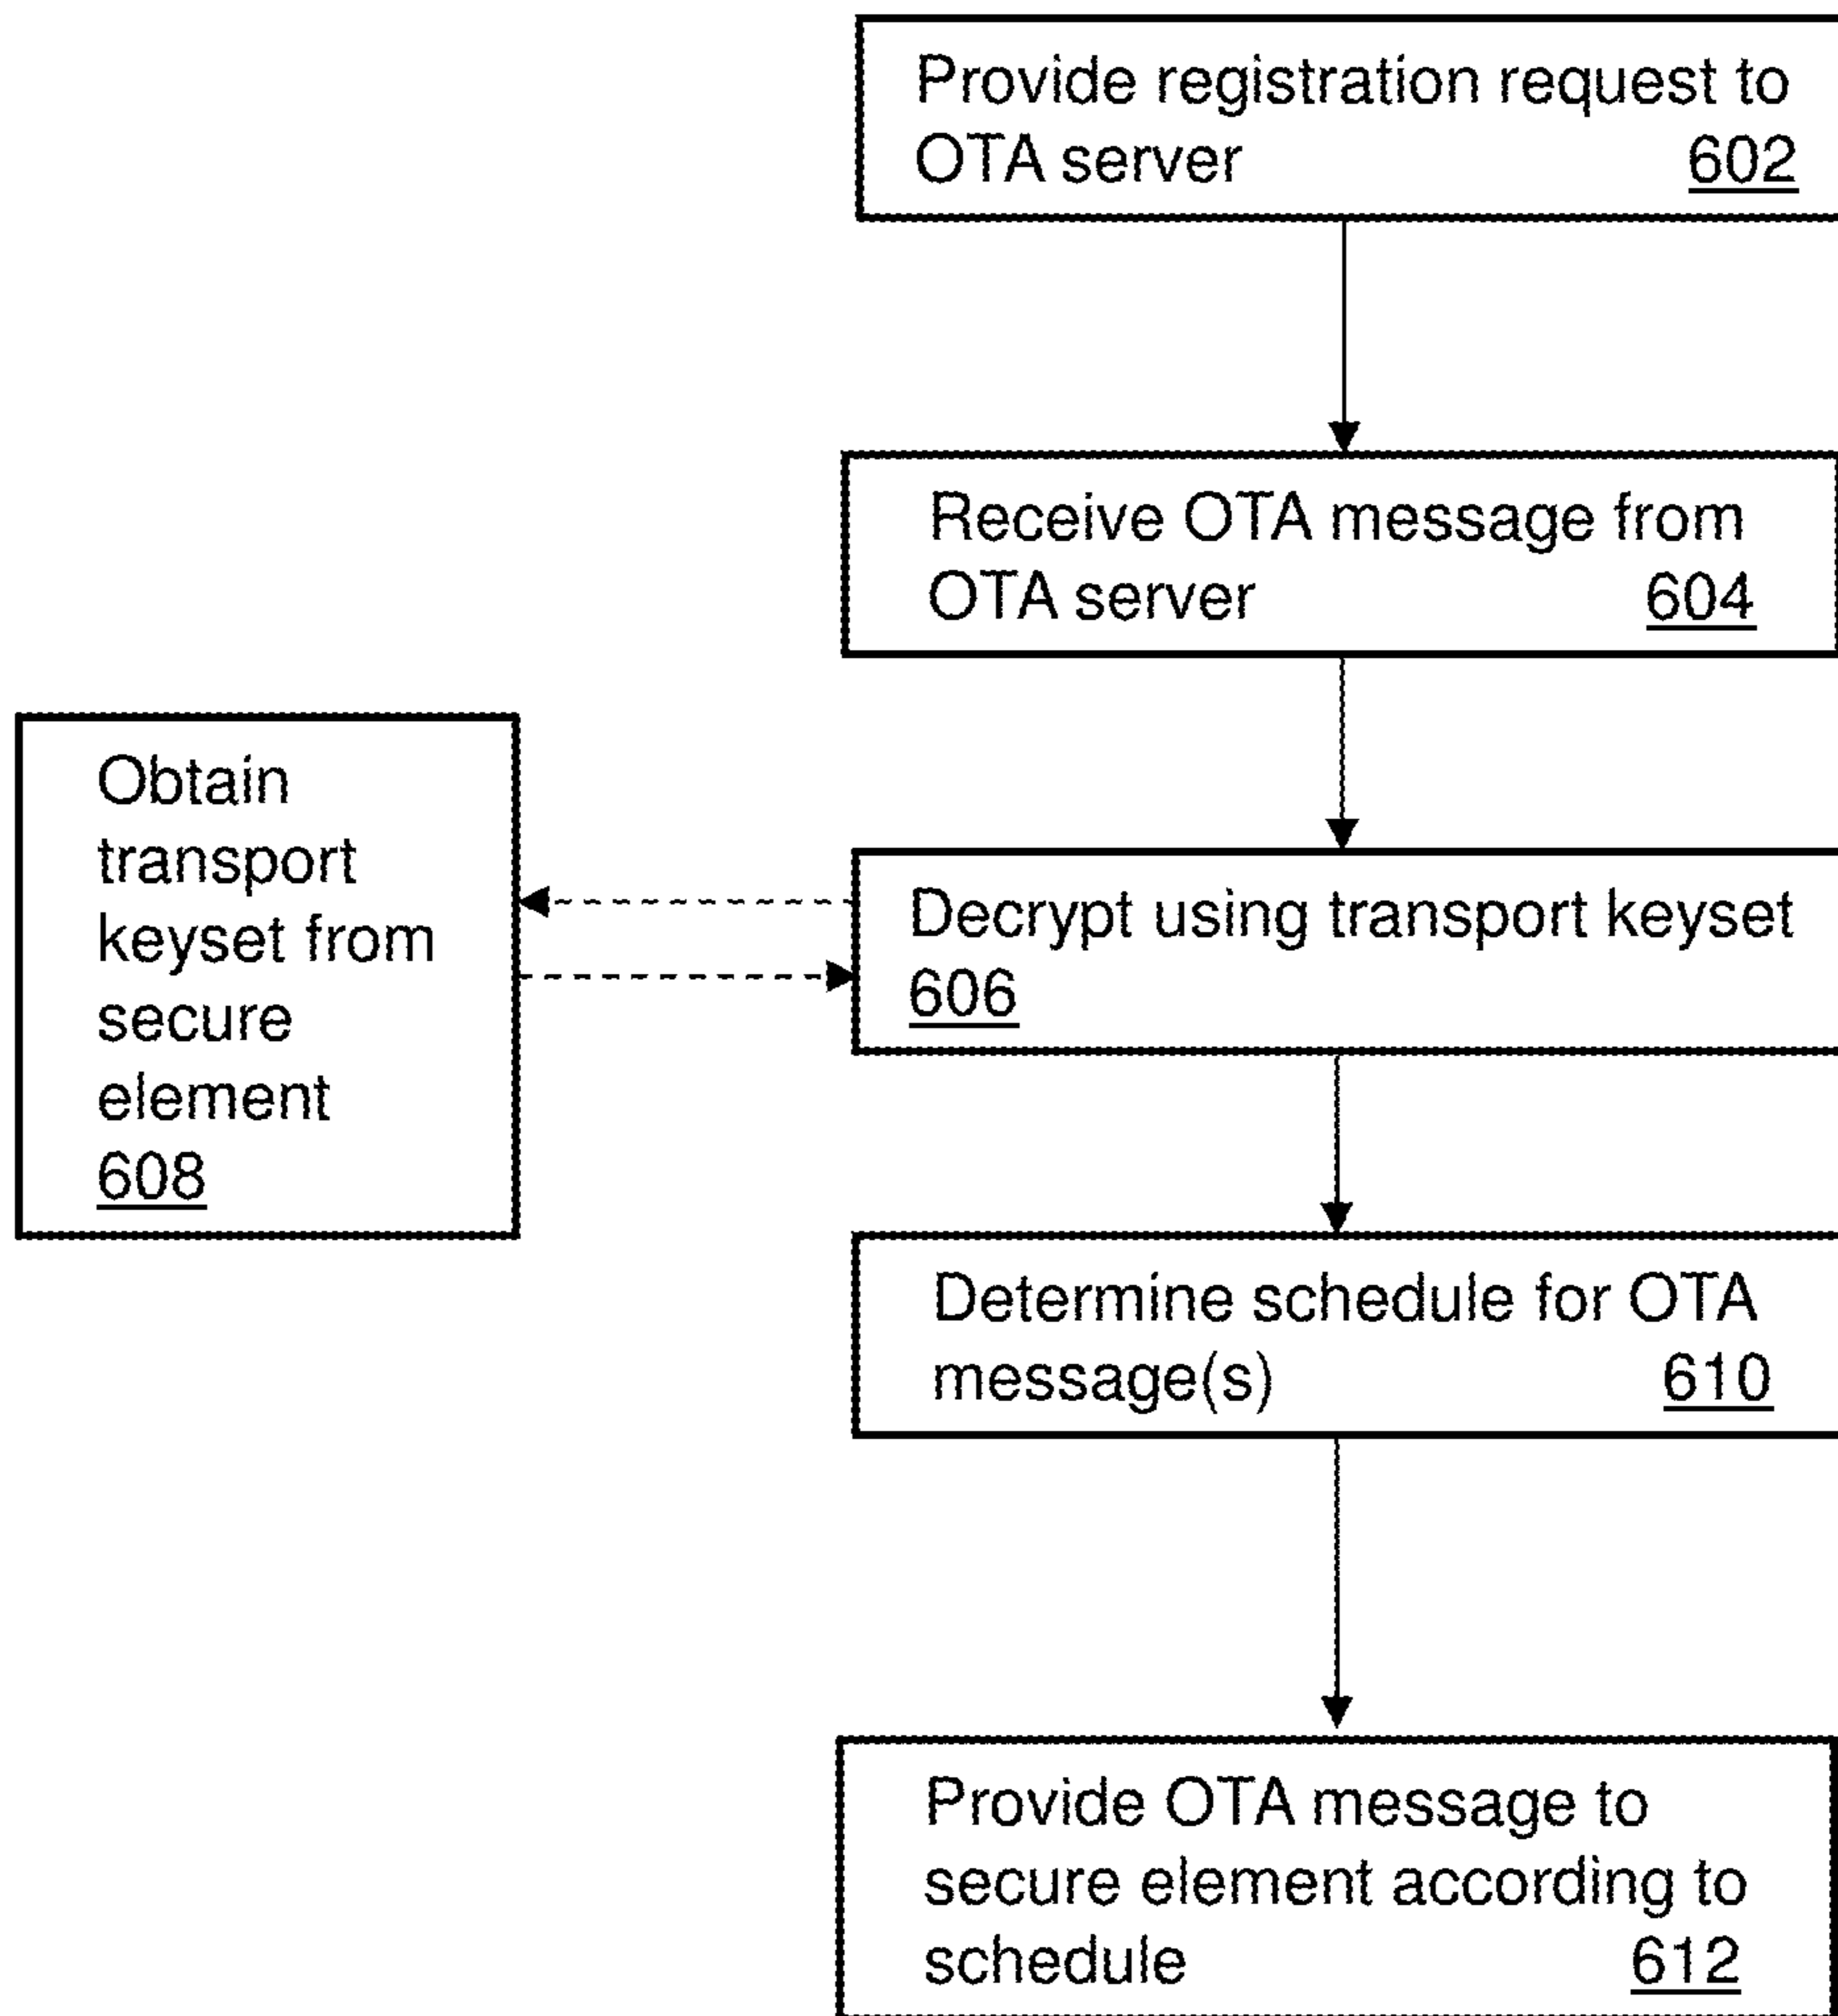 Provide registration request to
OTA server 602
Receive OTA message from
OTA server 604
Obtain
transport
keyset from
secure
element
608
Decrypt using transport keyset
606
Determine schedule for OTA
message(s) 610
Provide OTA message to
secure element according to
schedule 612